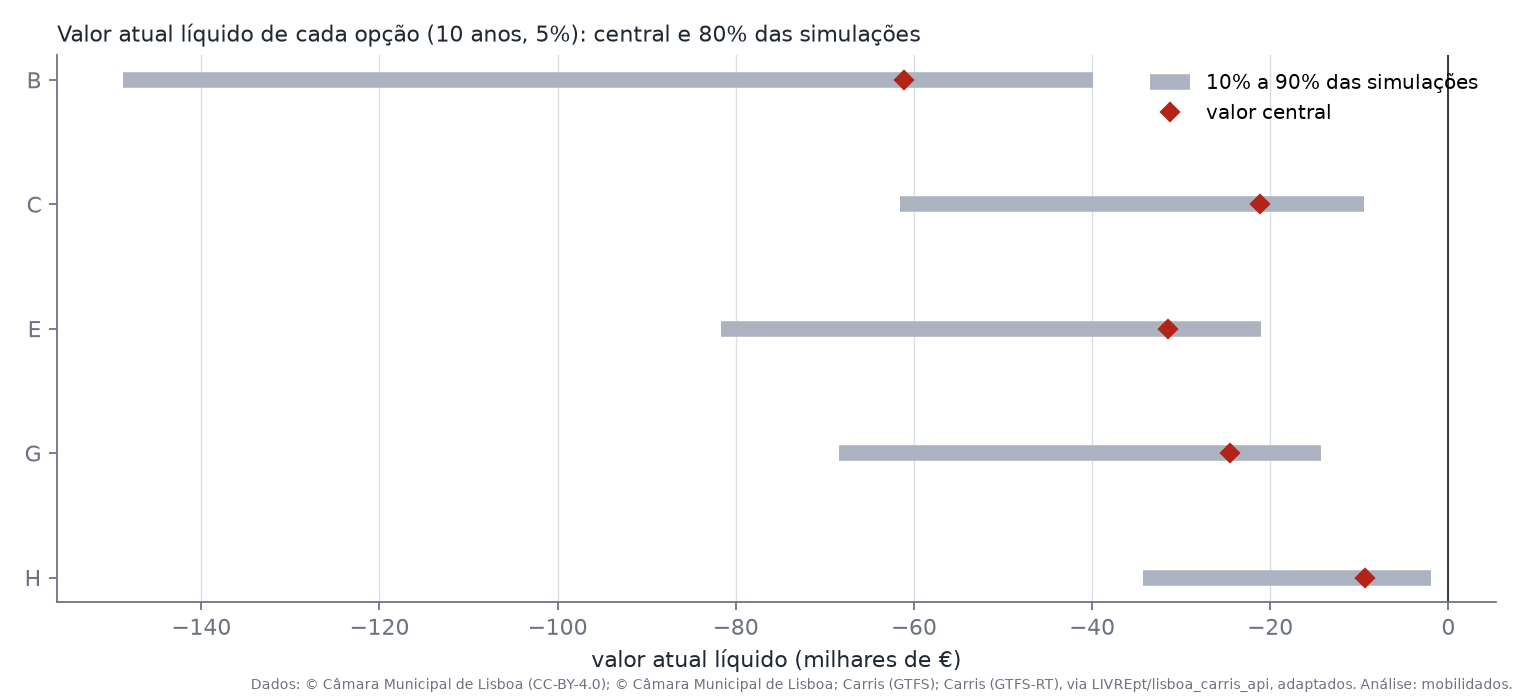 Valor atual líquido de cada opção (10 anos, 5%): central e 80% das simulações
B
C
E
G
H
10% a 90% das simulações
valor central
−140 −120 −100 −80 −60 −40 −20 0
valor atual líquido (milhares de €)
Dados: © Câmara Municipal de Lisboa (CC-BY-4.0); © Câmara Municipal de Lisboa; Carris (GTFS); Carris (GTFS-RT), via LIVREpt/lisboa_carris_api, adaptados. Análise: mobilidados.